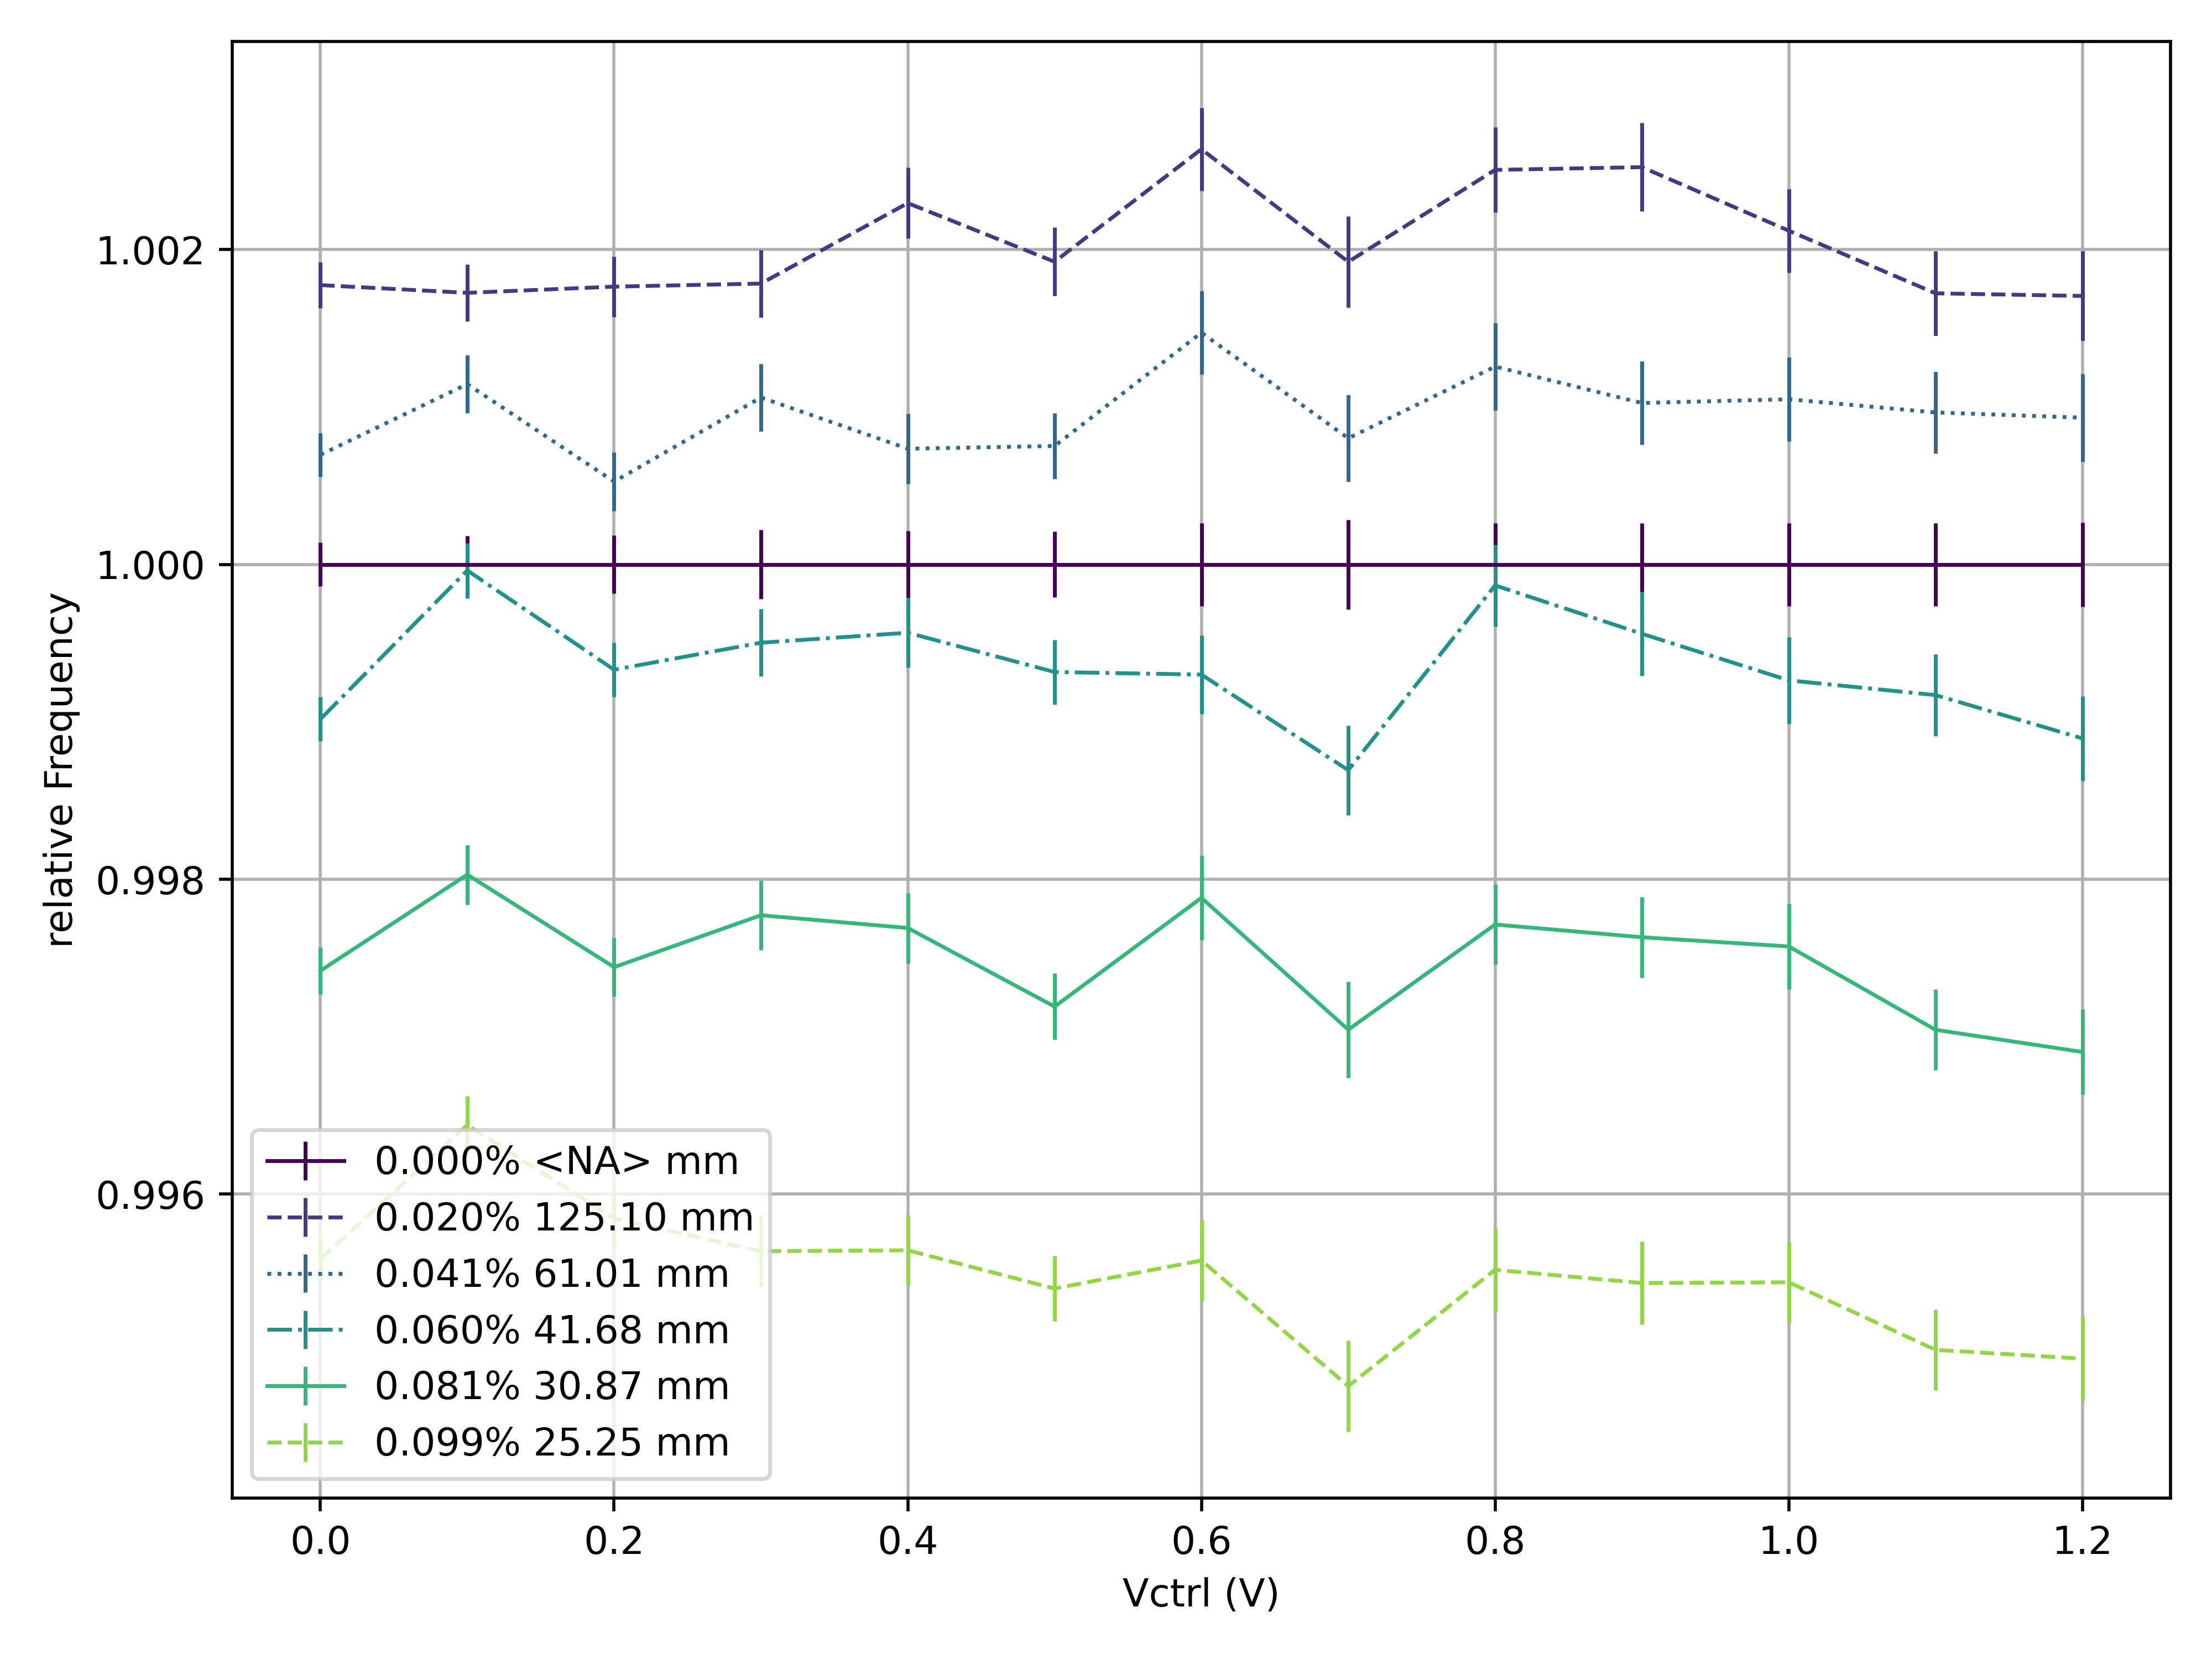 relative Frequency
1.002
1.000
0.998
0.996
0.000% <NA> mm
0.020% 125.10 mm
0.041% 61.01 mm
0.060% 41.68 mm
0.081% 30.87 mm
0.099% 25.25 mm
0.0 0.2 0.4 0.6 0.8 1.0 1.2
Vctrl (V)